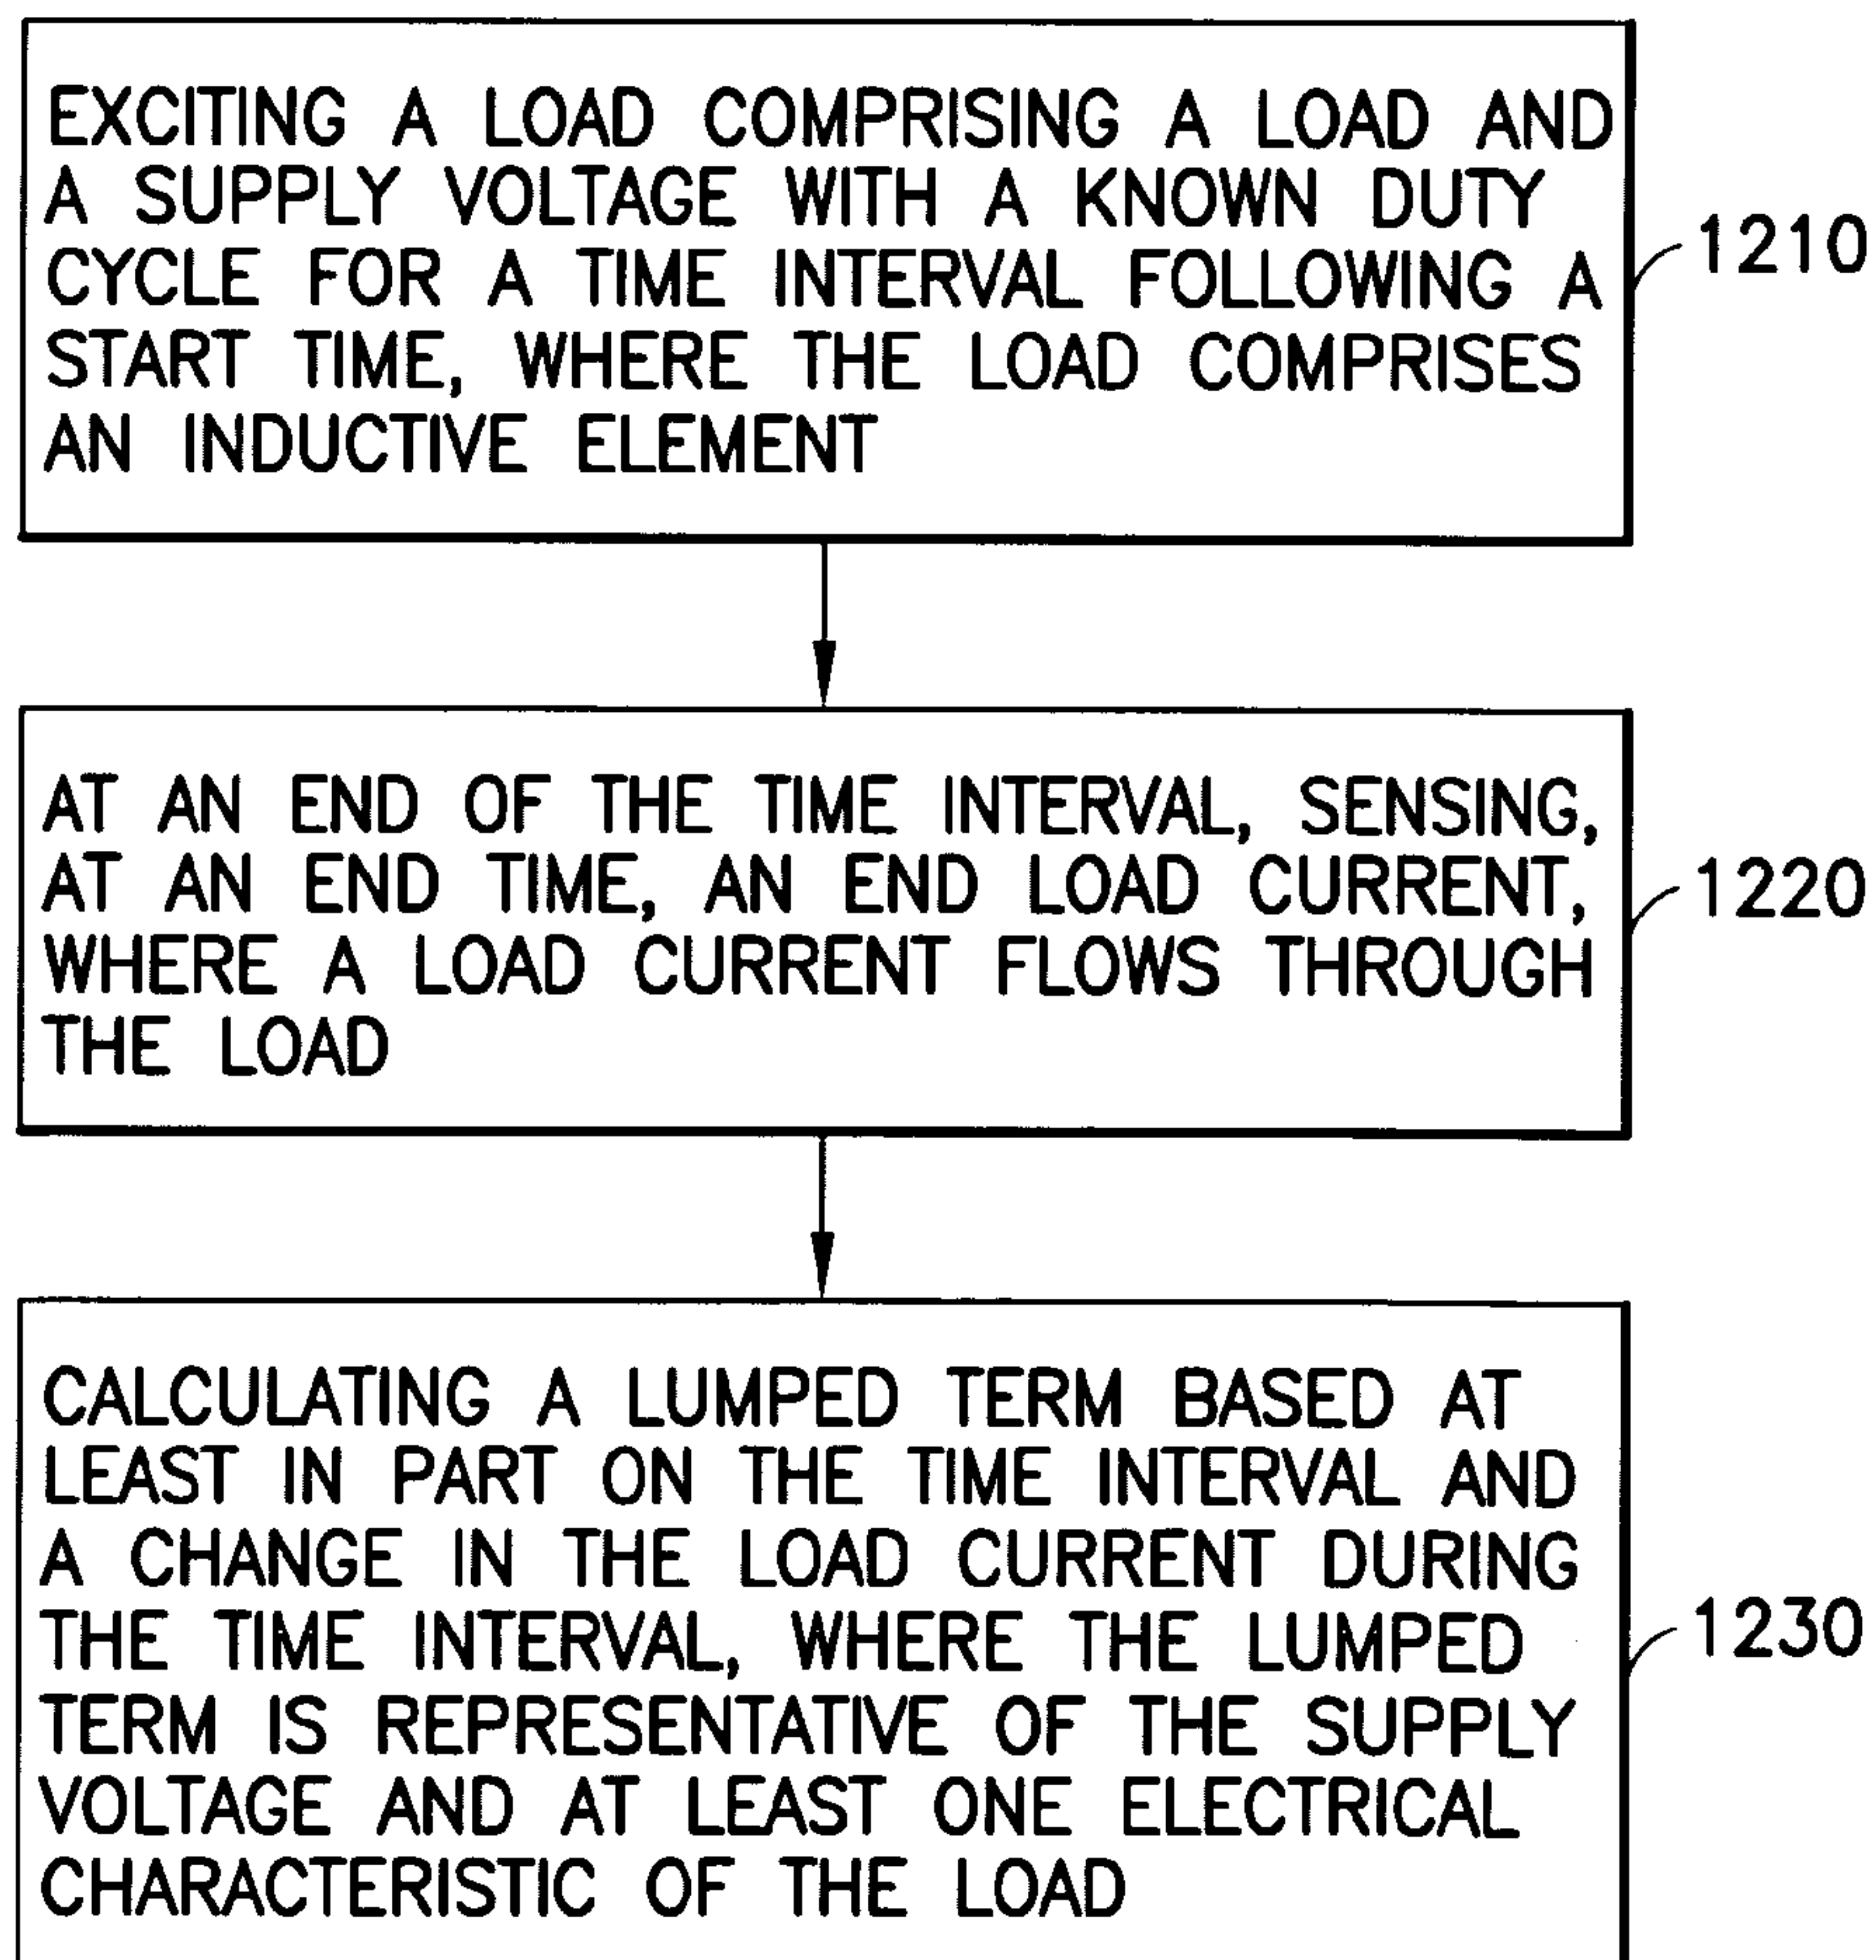 EXCITING A LOAD COMPRISING A LOAD AND
A SUPPLY VOLTAGE WITH A KNOWN DUTY
CYCLE FOR A TIME INTERVAL FOLLOWING A
START TIME, WHERE THE LOAD COMPRISES
AN INDUCTIVE ELEMENT
1210
AT AN END OF THE TIME INTERVAL, SENSING,
AT AN END TIME, AN END LOAD CURRENT,
WHERE A LOAD CURRENT FLOWS THROUGH
THE LOAD
1220
CALCULATING A LUMPED TERM BASED AT
LEAST IN PART ON THE TIME INTERVAL AND
A CHANGE IN THE LOAD CURRENT DURING
THE TIME INTERVAL, WHERE THE LUMPED
TERM IS REPRESENTATIVE OF THE SUPPLY
VOLTAGE AND AT LEAST ONE ELECTRICAL
CHARACTERISTIC OF THE LOAD
1230